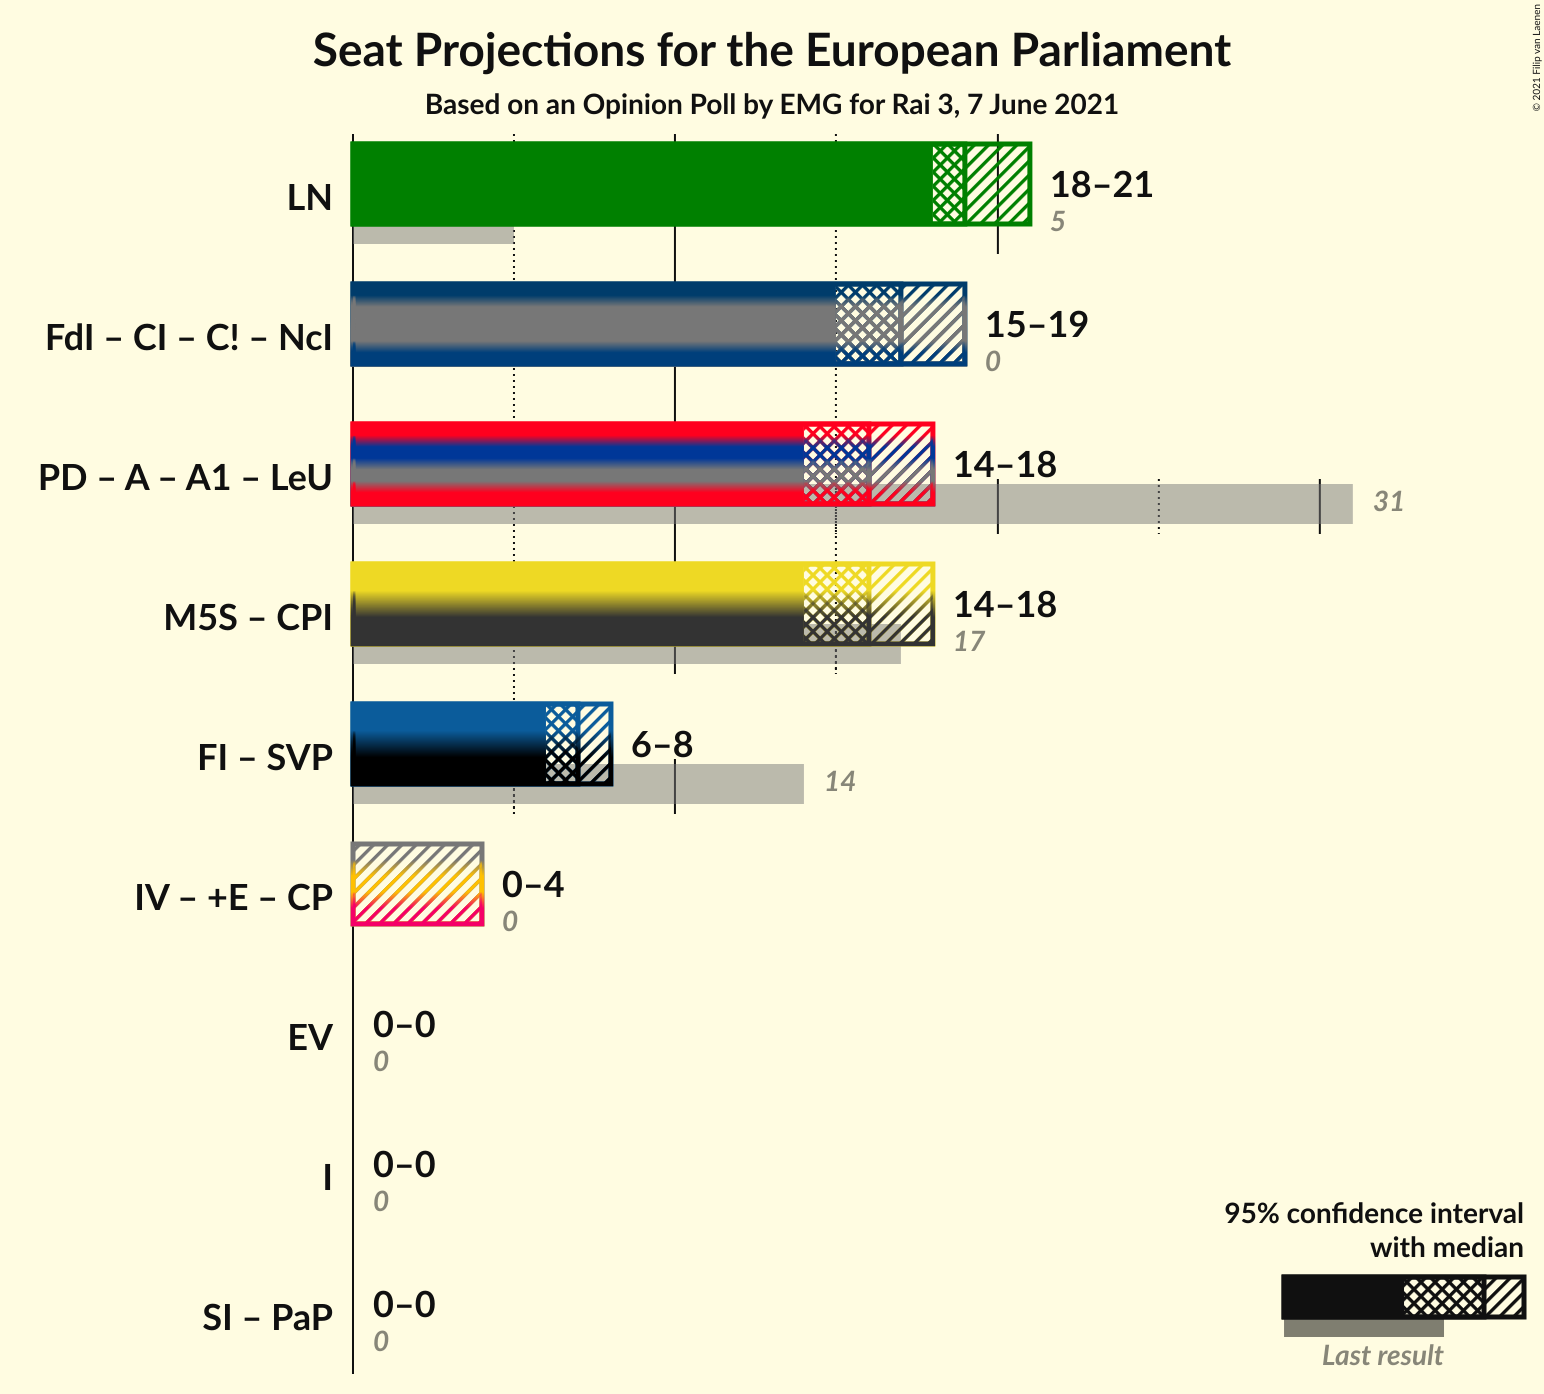 Seat Projections for the European Parliament
Based on an Opinion Poll by EMG for Rai 3, 7 June 2021
© 2021 Filip van Laenen
LN
18–21
5
FdI – CI – C! – NcI
15–19
0
PD – A – A1 – LeU
14–18
31
M5S – CPI
14–18
17
FI – SVP
6–8
14
IV – +E – CP
0–4
0
EV
0–0
0
I
0–0
0
SI – PaP
0–0
0
95% confidence interval
with median
Last result